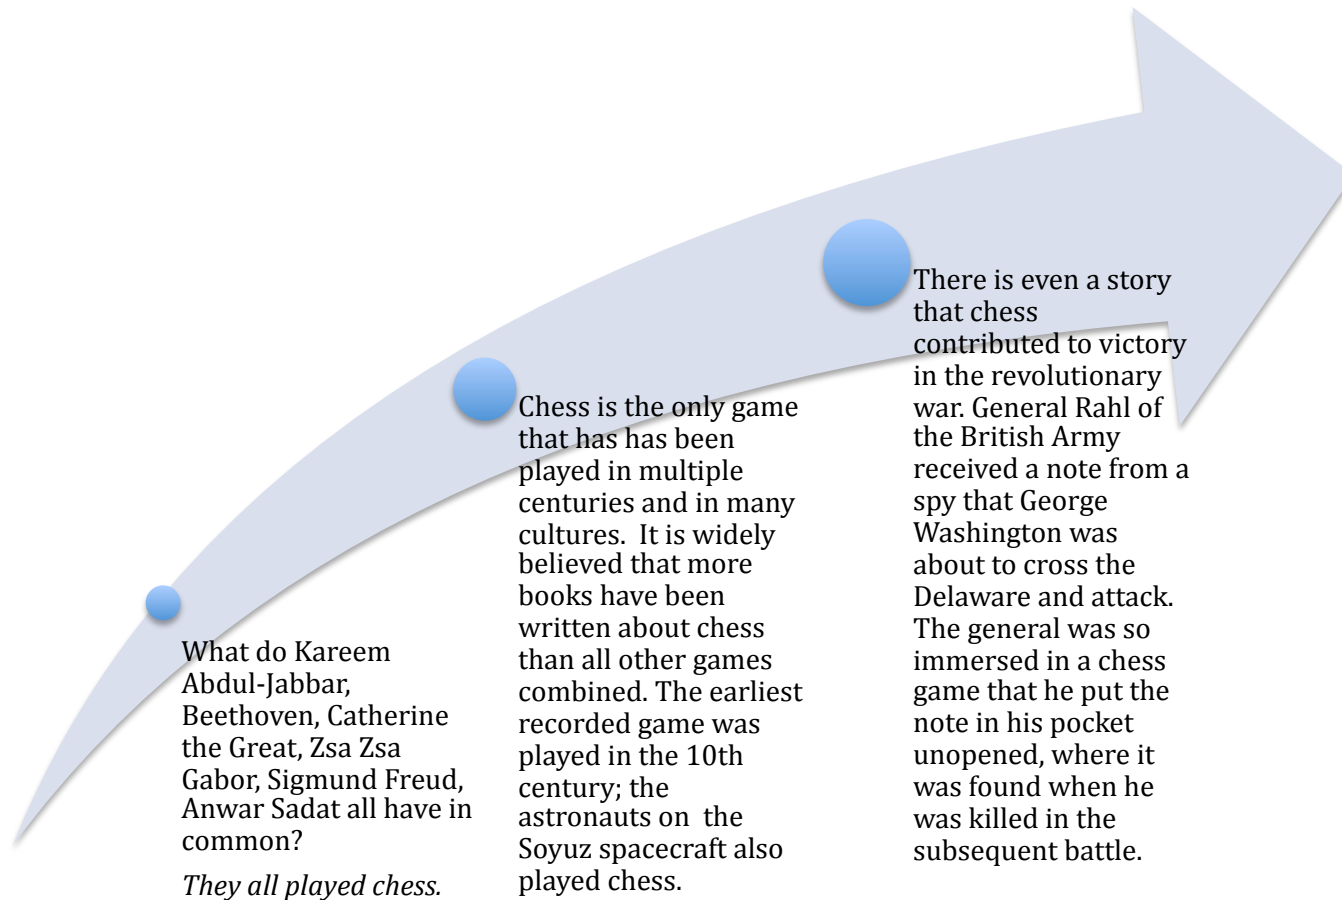 What do Kareem
Abdul-Jabbar,
Beethoven, Catherine
the Great, Zsa Zsa
Gabor, Sigmund Freud,
Anwar Sadat all have in
common?
They all played chess.
Chess is the only game
that has has been
played in multiple
centuries and in many
cultures.  It is widely
believed that more
books have been
written about chess
than all other games
combined. The earliest
recorded game was
played in the 10th
century; the
astronauts on  the
Soyuz spacecraft also
played chess.
There is even a story
that chess
contributed to victory
in the revolutionary
war. General Rahl of
the British Army
received a note from a
spy that George
Washington was
about to cross the
Delaware and attack.
The general was so
immersed in a chess
game that he put the
note in his pocket
unopened, where it
was found when he
was killed in the
subsequent battle.